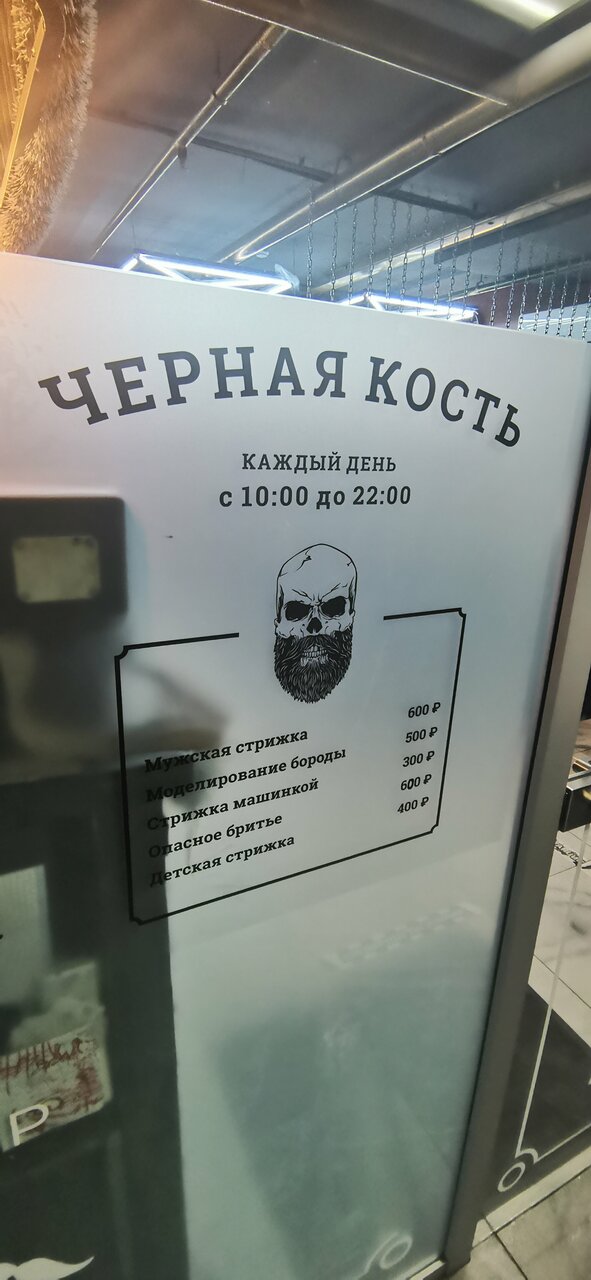 ЧЕРНАЯ КОСТЬ
КАЖДЫЙ ДЕНЬ
с 10:00 до 22:00
Мужская стрижка 600 ₽
Моделирование бороды 500 ₽
Стрижка машинкой 300 ₽
Опасное бритье 600 ₽
Детская стрижка 400 ₽
Р